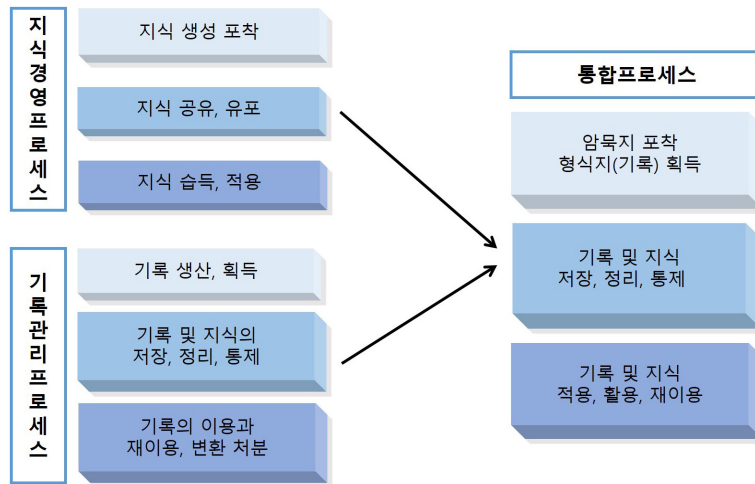 지식경영프로세스
지식 생성 포착
지식 공유, 유포
지식 습득, 적용
기록관리프로세스
기록 생산, 획득
기록 및 지식의
저장, 정리, 통제
기록의 이용과
재이용, 변환 처분
통합프로세스
암묵지 포착
형식지(기록) 획득
기록 및 지식
저장, 정리, 통제
기록 및 지식
적용, 활용, 재이용